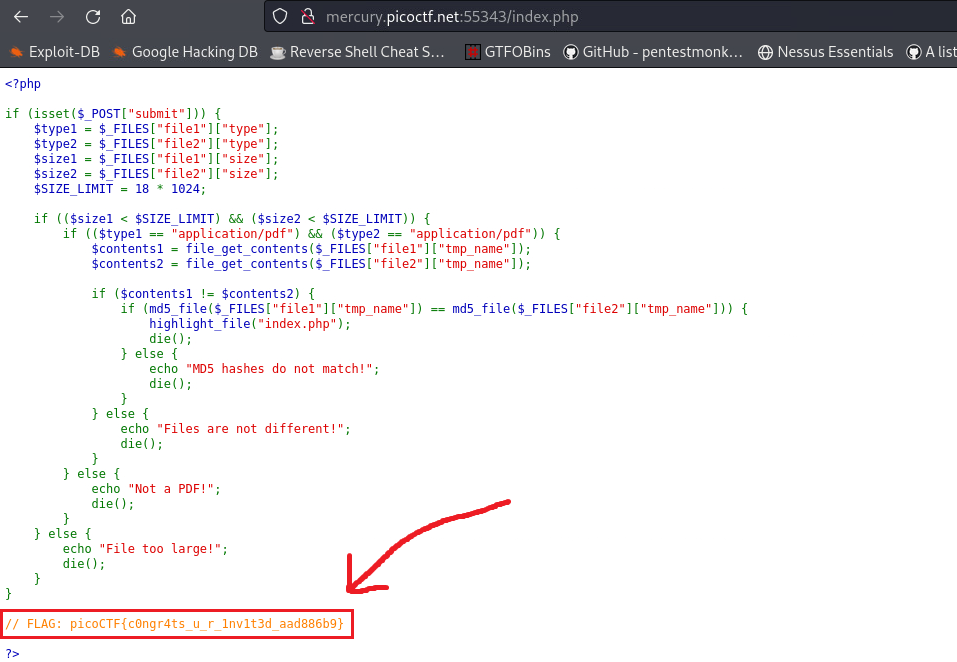 mercury.picoctf.net:55343/index.php
Exploit-DB Google Hacking DB Reverse Shell Cheat S... GTFOBins GitHub - pentestmonk... Nessus Essentials A list
<?php
if (isset($_POST["submit"])) {
    $type1 = $_FILES["file1"]["type"];
    $type2 = $_FILES["file2"]["type"];
    $size1 = $_FILES["file1"]["size"];
    $size2 = $_FILES["file2"]["size"];
    $SIZE_LIMIT = 18 * 1024;
    if (($size1 < $SIZE_LIMIT) && ($size2 < $SIZE_LIMIT)) {
        if (($type1 == "application/pdf") && ($type2 == "application/pdf")) {
            $contents1 = file_get_contents($_FILES["file1"]["tmp_name"]);
            $contents2 = file_get_contents($_FILES["file2"]["tmp_name"]);
            if ($contents1 != $contents2) {
                if (md5_file($_FILES["file1"]["tmp_name"]) == md5_file($_FILES["file2"]["tmp_name"])) {
                    highlight_file("index.php");
                    die();
                } else {
                    echo "MD5 hashes do not match!";
                    die();
                }
            } else {
                echo "Files are not different!";
                die();
            }
        } else {
            echo "Not a PDF!";
            die();
        }
    } else {
        echo "File too large!";
        die();
    }
}
// FLAG: picoCTF{c0ngr4ts_u_r_1nv1t3d_aad886b9}
?>